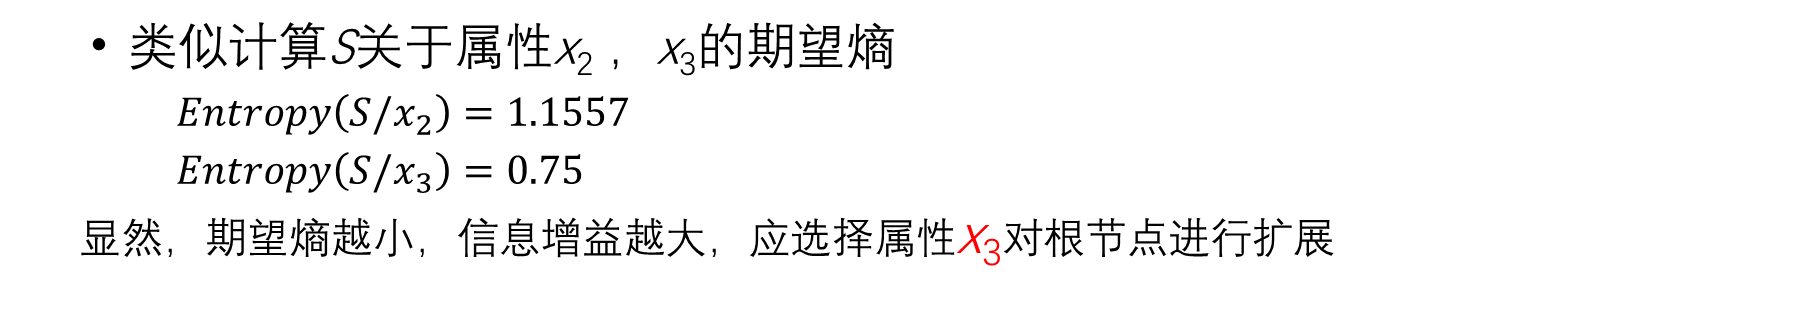 • 类似计算S关于属性x₂， x₃的期望熵
Entropy(S/x₂) = 1.1557
Entropy(S/x₃) = 0.75
显然，期望熵越小，信息增益越大，应选择属性X₃对根节点进行扩展